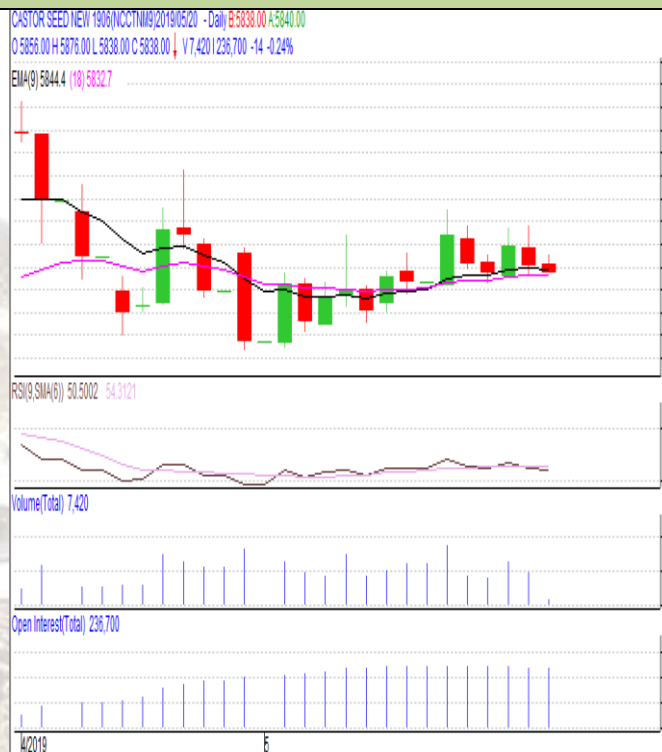 CASTOR SEED NEW 1906(NCCTNM9)2019/05/20 - Daily B:5838.00 A:5840.00
O 5856.00 H 5876.00 L 5838.00 C 5838.00 ↓ V 7,420 I 236,700 -14 -0.24%
EMA(9) 5844.4 (18) 5832.7
RSI(9,SMA(6)) 50.5002 54.3121
Volume(Total) 7,420
Open Interest(Total) 236,700
4/2019 5